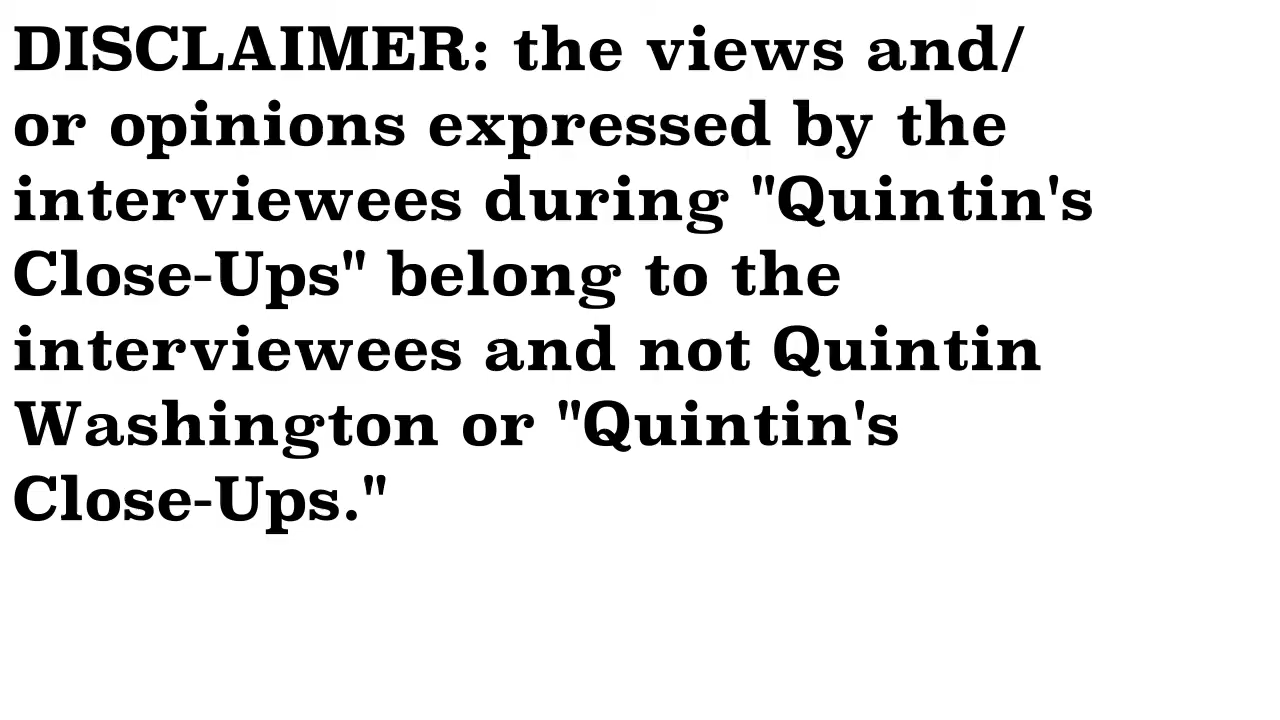 DISCLAIMER: the views and/
or opinions expressed by the
interviewees during "Quintin's
Close-Ups" belong to the
interviewees and not Quintin
Washington or "Quintin's
Close-Ups."